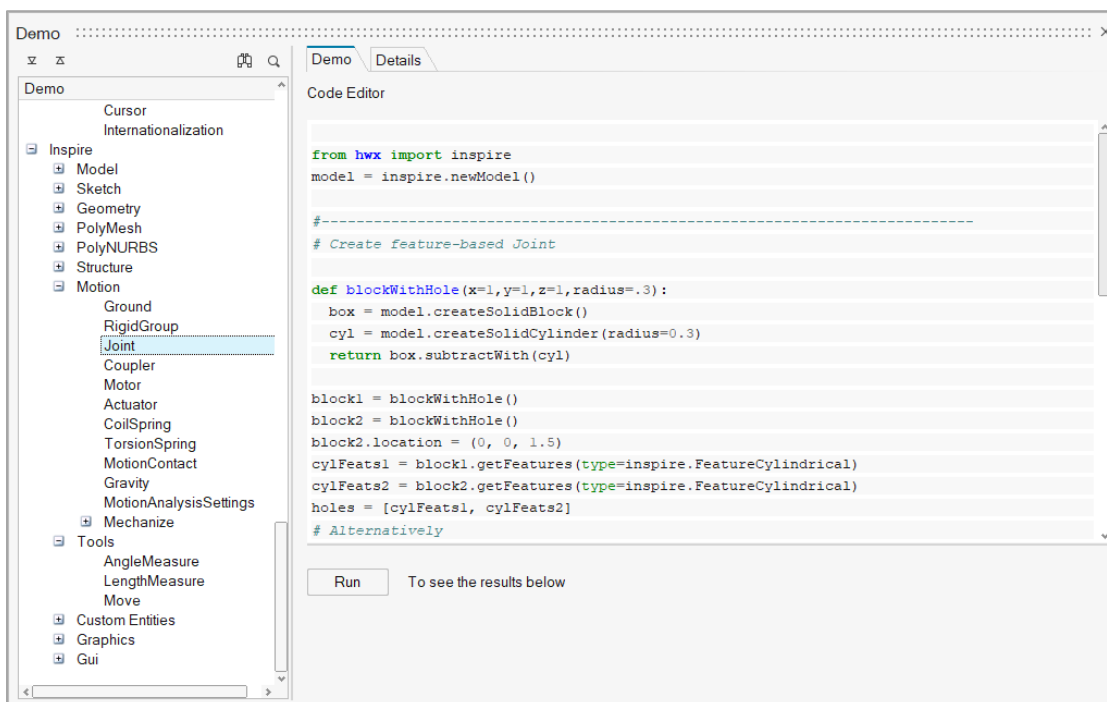 Demo
Demo
Cursor
Internationalization
Inspire
Model
Sketch
Geometry
PolyMesh
PolyNURBS
Structure
Motion
Ground
RigidGroup
Joint
Coupler
Motor
Actuator
CoilSpring
TorsionSpring
MotionContact
Gravity
MotionAnalysisSettings
Mechanize
Tools
AngleMeasure
LengthMeasure
Move
Custom Entities
Graphics
Gui
Demo Details
Code Editor
from hwx import inspire
model = inspire.newModel()
#---------------------------------------------------------------------------
# Create feature-based Joint
def blockWithHole(x=1,y=1,z=1,radius=.3):
  box = model.createSolidBlock()
  cyl = model.createSolidCylinder(radius=0.3)
  return box.subtractWith(cyl)
block1 = blockWithHole()
block2 = blockWithHole()
block2.location = (0, 0, 1.5)
cylFeats1 = block1.getFeatures(type=inspire.FeatureCylindrical)
cylFeats2 = block2.getFeatures(type=inspire.FeatureCylindrical)
holes = [cylFeats1, cylFeats2]
# Alternatively
Run To see the results below